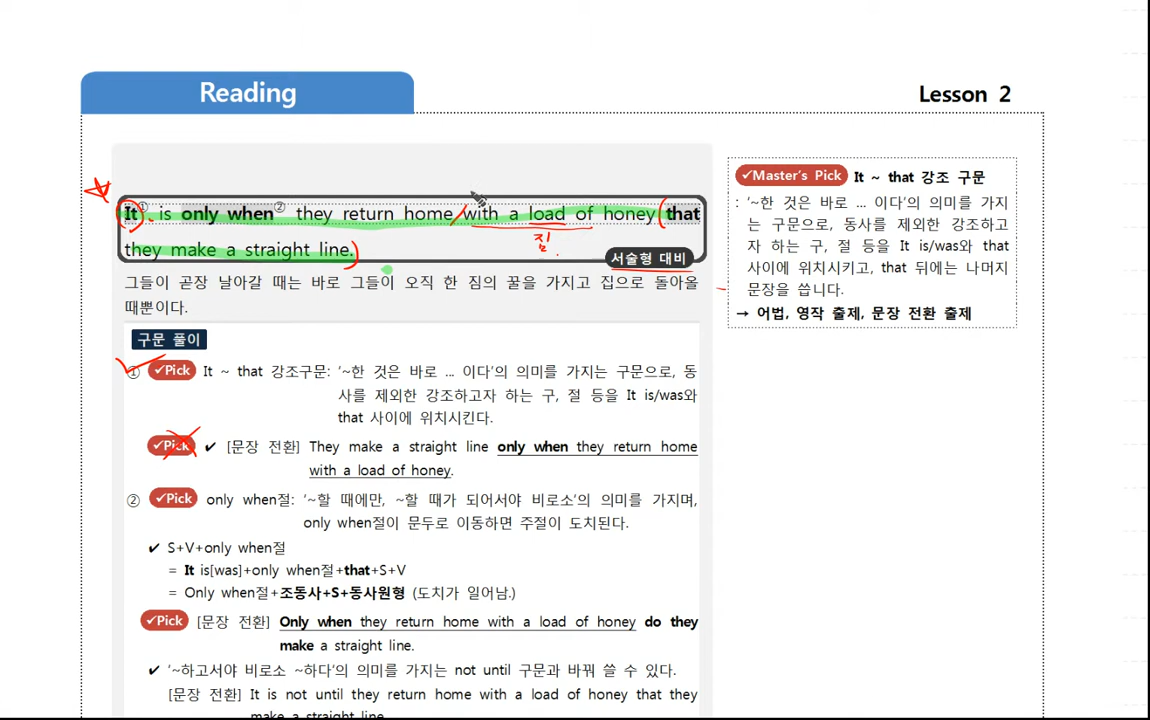 Reading
Lesson 2
It① is only when② they return home with a load of honey that
짐
they make a straight line.
서술형 대비
그들이 곧장 날아갈 때는 바로 그들이 오직 한 짐의 꿀을 가지고 집으로 돌아올
때뿐이다.
구문 풀이
① ✓Pick It ~ that 강조구문: ‘~한 것은 바로 … 이다’의 의미를 가지는 구문으로, 동
사를 제외한 강조하고자 하는 구, 절 등을 It is/was와
that 사이에 위치시킨다.
✓Pick ✔ [문장 전환] They make a straight line only when they return home
with a load of honey.
② ✓Pick only when절: ‘~할 때에만, ~할 때가 되어서야 비로소’의 의미를 가지며,
only when절이 문두로 이동하면 주절이 도치된다.
✔ S+V+only when절
= It is[was]+only when절+that+S+V
= Only when절+조동사+S+동사원형 (도치가 일어남.)
✓Pick [문장 전환] Only when they return home with a load of honey do they
make a straight line.
✔ ‘~하고서야 비로소 ~하다’의 의미를 가지는 not until 구문과 바꿔 쓸 수 있다.
[문장 전환] It is not until they return home with a load of honey that they
make a straight line.
✓Master’s Pick It ~ that 강조 구문
: ‘~한 것은 바로 … 이다’의 의미를 가지
는 구문으로, 동사를 제외한 강조하고
자 하는 구, 절 등을 It is/was와 that
사이에 위치시키고, that 뒤에는 나머지
문장을 씁니다.
→ 어법, 영작 출제, 문장 전환 출제